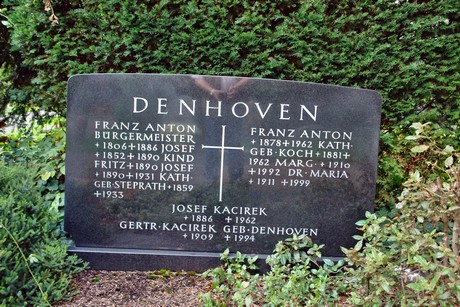 DENHOVEN
FRANZ ANTON
BÜRGERMEISTER
+ 1806 + 1886 JOSEF
+ 1852 + 1890 KIND
FRITZ + 1890 JOSEF
1890 + 1931 KATH·
GEB·STEPRATH + 1859
+ 1933
FRANZ ANTON
+ 1878 + 1962 KATH·
GEB·KOCH + 1881 +
1962 MARG· + 1910
+ 1992 DR·MARIA
+ 1911 + 1999
JOSEF KACIREK
+ 1886 + 1962
GERTR·KACIREK GEB·DENHOVEN
+ 1909 + 1994